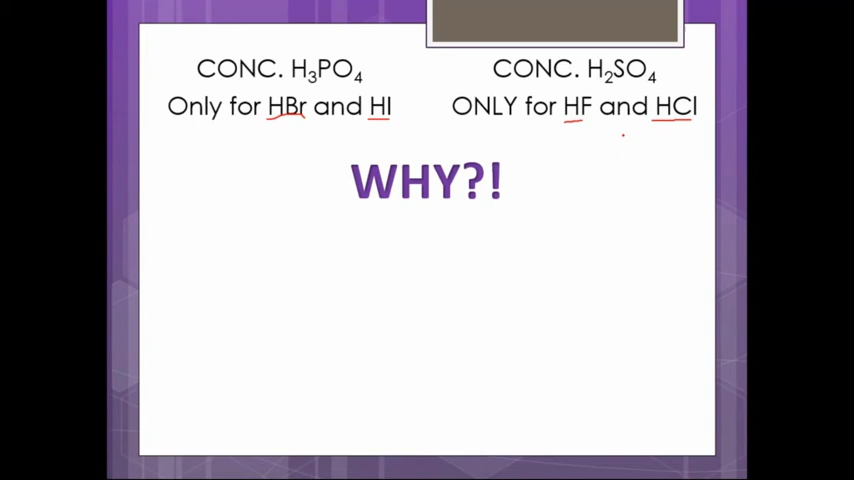 CONC. H₃PO₄
Only for HBr and HI
CONC. H₂SO₄
ONLY for HF and HCl
WHY?!